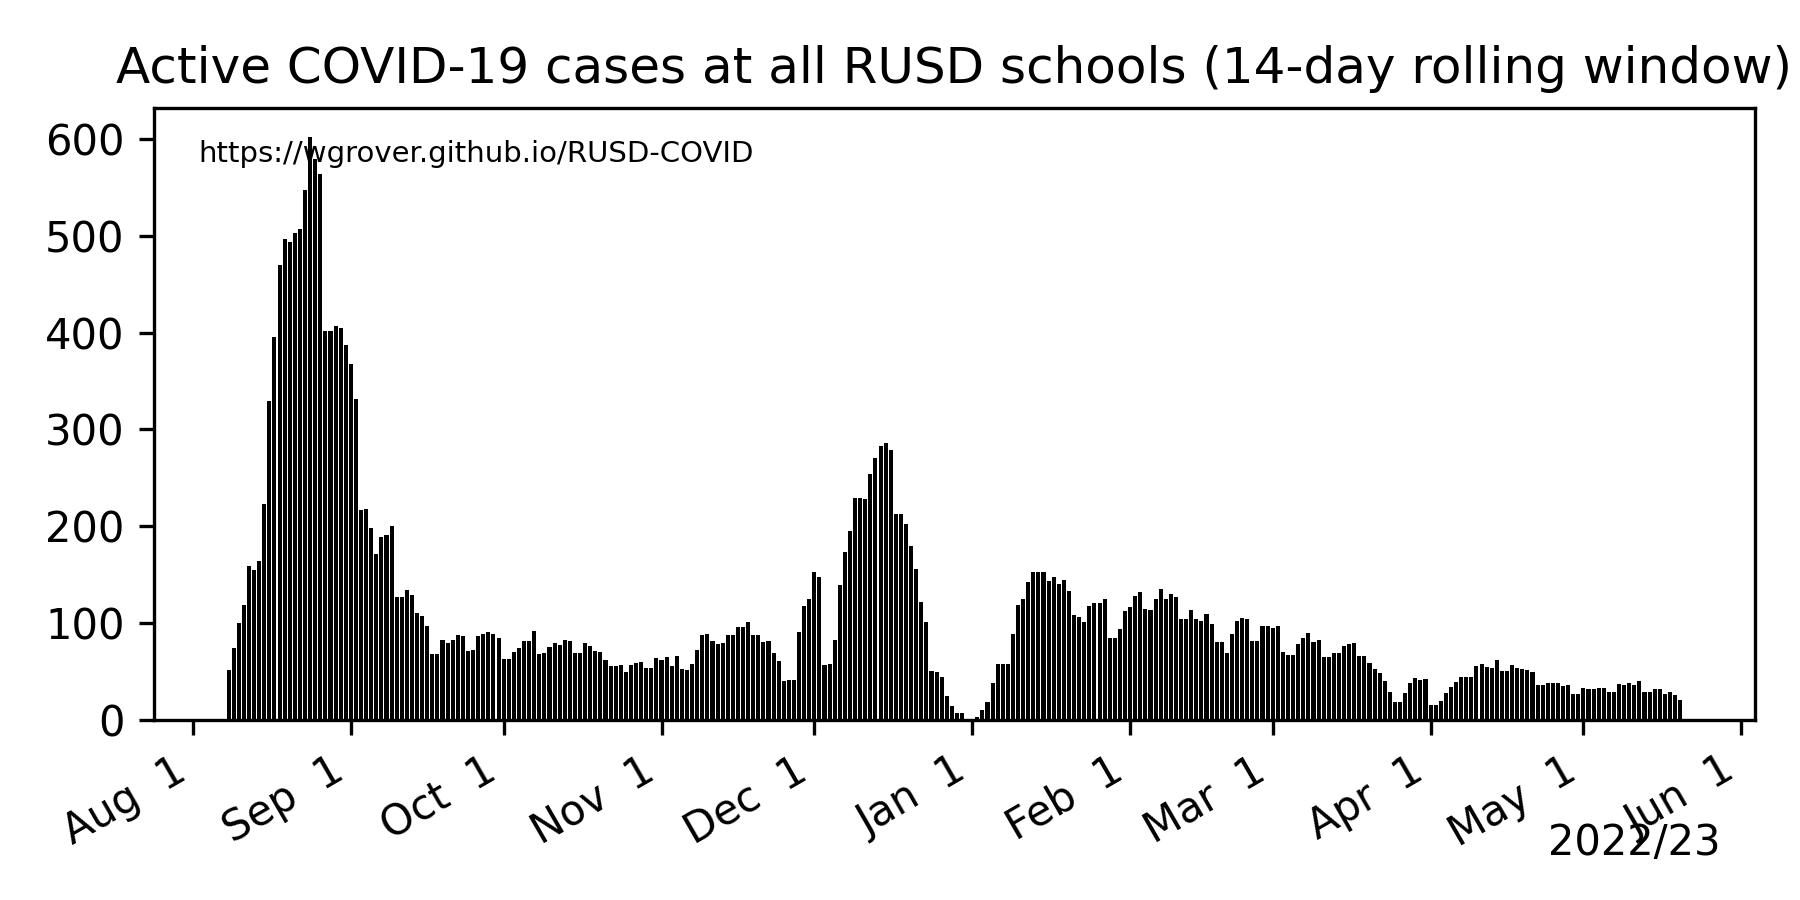 Active COVID-19 cases at all RUSD schools (14-day rolling window)
https://wgrover.github.io/RUSD-COVID
600
500
400
300
200
100
0
Aug 1
Sep 1
Oct 1
Nov 1
Dec 1
Jan 1
Feb 1
Mar 1
Apr 1
May 1
Jun 1
2022/23